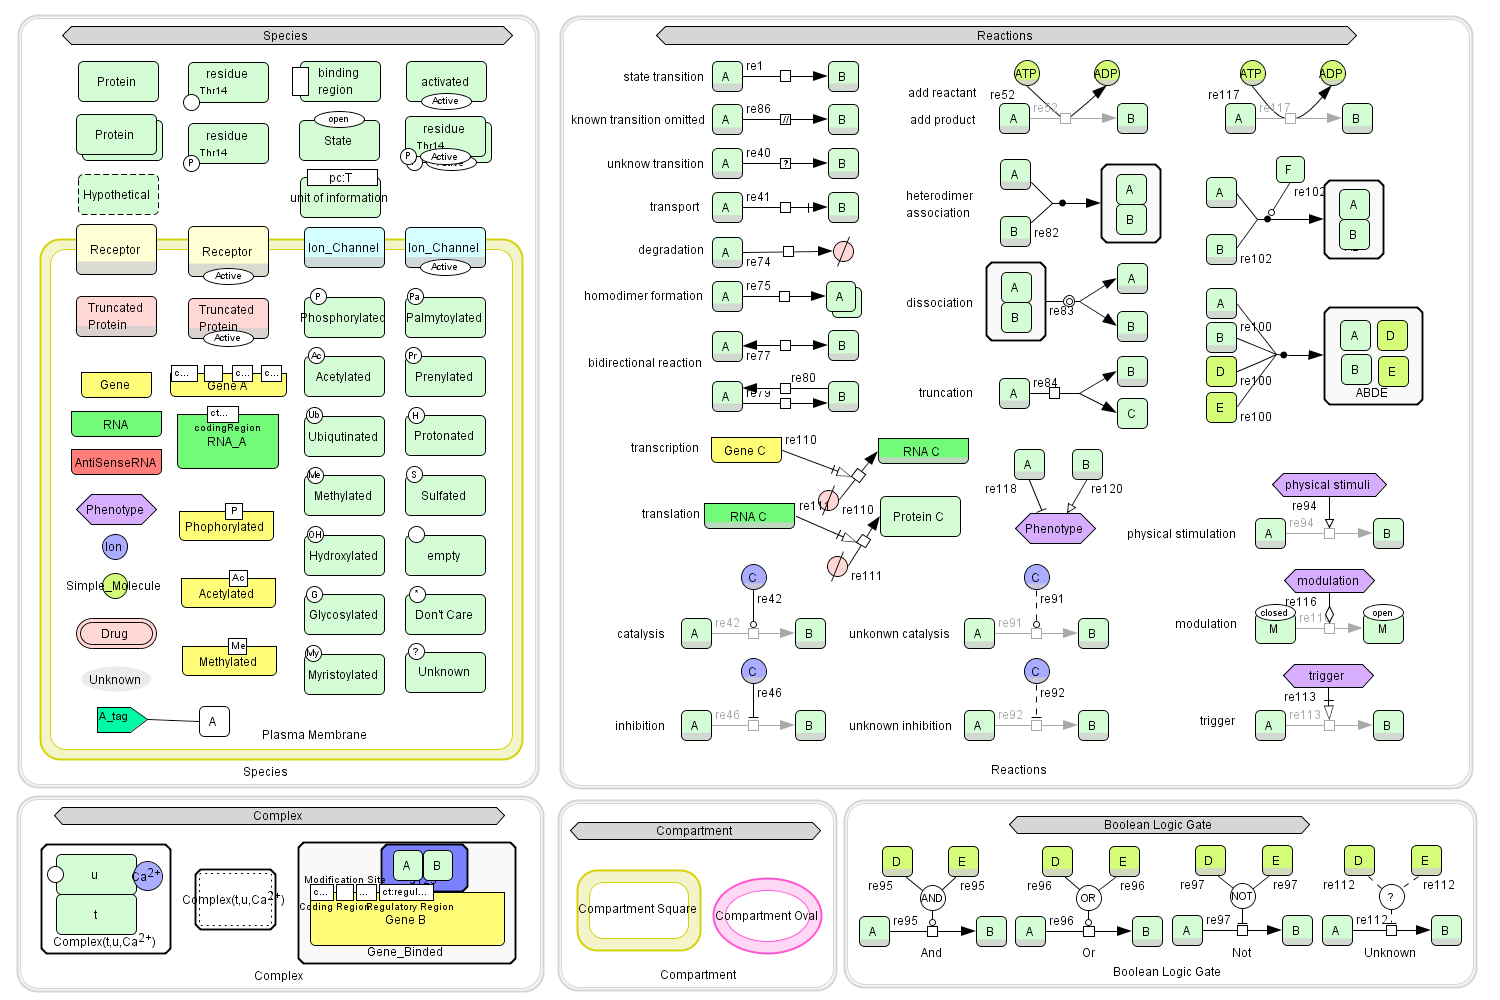 Species
Protein
residue
Thr14
binding
region
activated
Active
Protein
residue
Thr14
P
open
State
residue
Thr14
P
Active
Hypothetical
pc:T
unit of information
Receptor
Receptor
Active
Ion_Channel
Ion_Channel
Active
Truncated
Protein
Truncated
Protein
Active
P
Phosphorylated
Pa
Palmytoylated
Gene
c...
c...
c...
Gene A
Ac
Acetylated
Pr
Prenylated
RNA
ct...
codingRegion
RNA_A
Ub
Ubiqutinated
H
Protonated
AntiSenseRNA
Me
Methylated
S
Sulfated
Phenotype
P
Phophorylated
OH
Hydroxylated
empty
Ion
Simple_Molecule
Ac
Acetylated
G
Glycosylated
*
Don't Care
Drug
Me
Methylated
My
Myristoylated
?
Unknown
Unknown
A_tag
A
Plasma Membrane
Species
Reactions
state transition
A
re1
B
known transition omitted
A
re86
//
B
unknow transition
A
re40
?
B
transport
A
re41
B
degradation
A
re74
homodimer formation
A
re75
A
bidirectional reaction
A
re77
B
A
re80
re79
B
transcription
Gene C
re110
RNA C
re110
translation
RNA C
re111
Protein C
re111
catalysis
C
re42
A
re42
B
inhibition
C
re46
A
re46
B
add reactant
add product
ATP
ADP
re52
A
re52
B
ATP
ADP
re117
A
re117
B
heterodimer
association
A
B
re82
A
B
A
B
F
re102
re102
A
B
dissociation
A
B
re83
A
B
A
B
D
E
re100
re100
re100
A
D
B
E
ABDE
truncation
A
re84
B
C
A
B
re118
re120
Phenotype
physical stimulation
physical stimuli
re94
A
re94
B
unkonwn catalysis
C
re91
A
re91
B
modulation
modulation
re116
closed
M
open
M
unknown inhibition
C
re92
A
re92
B
trigger
trigger
re113
A
re113
B
Reactions
Complex
u
t
Ca2+
Complex(t,u,Ca2+)
Complex(t,u,Ca2+)
A
B
Modification Site
c...
...
ct:regul...
Coding Region
Regulatory Region
Gene B
Gene_Binded
Complex
Compartment
Compartment Square
Compartment Oval
Compartment
Boolean Logic Gate
D
E
re95
re95
AND
A
re95
B
And
D
E
re96
re96
OR
A
re96
B
Or
D
E
re97
re97
NOT
A
re97
B
Not
D
E
re112
re112
?
A
re112
B
Unknown
Boolean Logic Gate